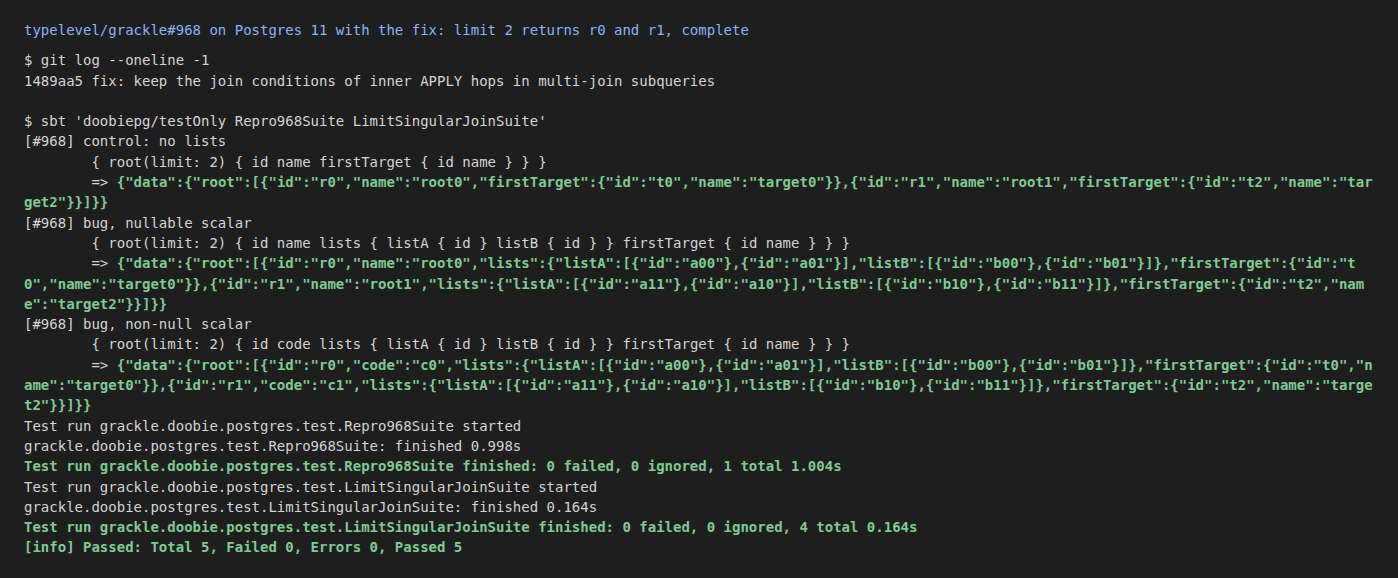 typelevel/grackle#968 on Postgres 11 with the fix: limit 2 returns r0 and r1, complete
$ git log --oneline -1
1489aa5 fix: keep the join conditions of inner APPLY hops in multi-join subqueries
$ sbt 'doobiepg/testOnly Repro968Suite LimitSingularJoinSuite'
[#968] control: no lists
{ root(limit: 2) { id name firstTarget { id name } } }
=> {"data":{"root":[{"id":"r0","name":"root0","firstTarget":{"id":"t0","name":"target0"}},{"id":"r1","name":"root1","firstTarget":{"id":"t2","name":"tar
get2"}}]}}
[#968] bug, nullable scalar
{ root(limit: 2) { id name lists { listA { id } listB { id } } firstTarget { id name } } }
=> {"data":{"root":[{"id":"r0","name":"root0","lists":{"listA":[{"id":"a00"},{"id":"a01"}],"listB":[{"id":"b00"},{"id":"b01"}]},"firstTarget":{"id":"t
0","name":"target0"}},{"id":"r1","name":"root1","lists":{"listA":[{"id":"a11"},{"id":"a10"}],"listB":[{"id":"b10"},{"id":"b11"}]},"firstTarget":{"id":"t2","nam
e":"target2"}}]}}
[#968] bug, non-null scalar
{ root(limit: 2) { id code lists { listA { id } listB { id } } firstTarget { id name } } }
=> {"data":{"root":[{"id":"r0","code":"c0","lists":{"listA":[{"id":"a00"},{"id":"a01"}],"listB":[{"id":"b00"},{"id":"b01"}]},"firstTarget":{"id":"t0","n
ame":"target0"}},{"id":"r1","code":"c1","lists":{"listA":[{"id":"a11"},{"id":"a10"}],"listB":[{"id":"b10"},{"id":"b11"}]},"firstTarget":{"id":"t2","name":"targe
t2"}}]}}
Test run grackle.doobie.postgres.test.Repro968Suite started
grackle.doobie.postgres.test.Repro968Suite: finished 0.998s
Test run grackle.doobie.postgres.test.Repro968Suite finished: 0 failed, 0 ignored, 1 total 1.004s
Test run grackle.doobie.postgres.test.LimitSingularJoinSuite started
grackle.doobie.postgres.test.LimitSingularJoinSuite: finished 0.164s
Test run grackle.doobie.postgres.test.LimitSingularJoinSuite finished: 0 failed, 0 ignored, 4 total 0.164s
[info] Passed: Total 5, Failed 0, Errors 0, Passed 5